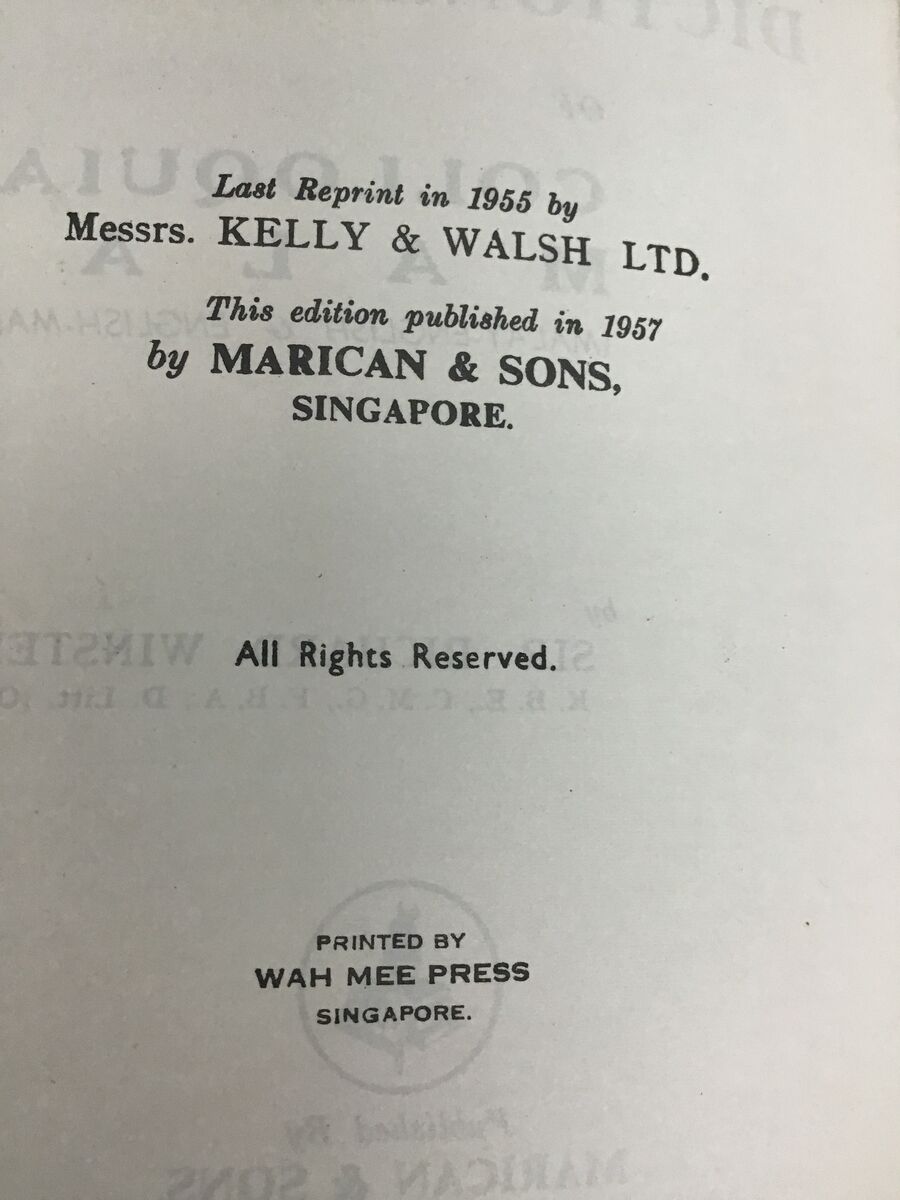 Last Reprint in 1955 by
Messrs. KELLY & WALSH LTD.
This edition published in 1957
by MARICAN & SONS,
SINGAPORE.
All Rights Reserved.
PRINTED BY
WAH MEE PRESS
SINGAPORE.